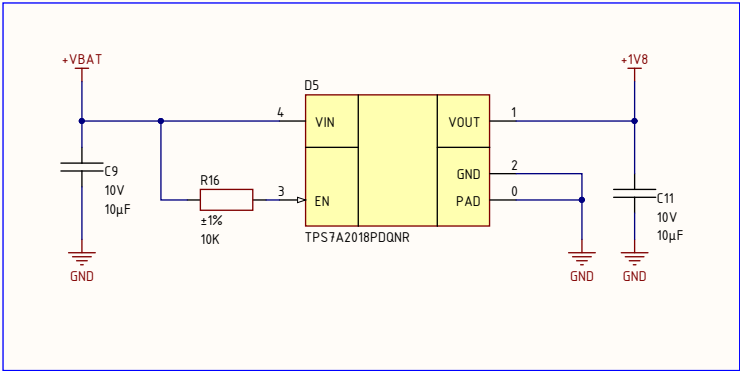 +VBAT
+1V8
D5
4
VIN
VOUT
1
C9
10V
10µF
R16
±1%
10K
3
EN
GND
2
PAD
0
TPS7A2018PDQNR
C11
10V
10µF
GND
GND
GND